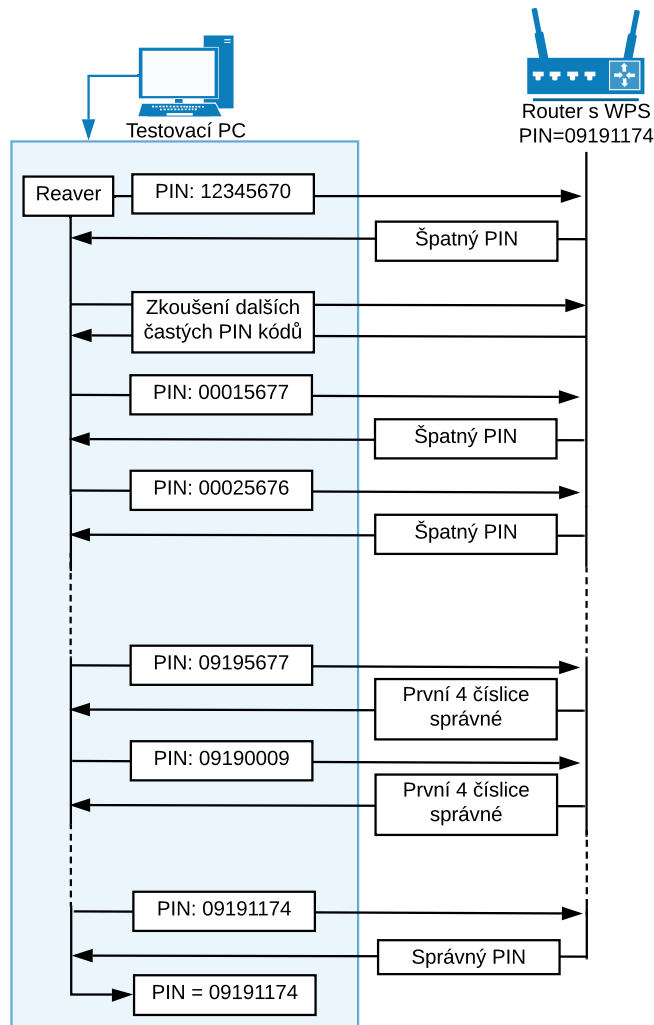 Testovací PC
Router s WPS
PIN=09191174
Reaver
PIN: 12345670
Špatný PIN
Zkoušení dalších
častých PIN kódů
PIN: 00015677
Špatný PIN
PIN: 00025676
Špatný PIN
PIN: 09195677
První 4 číslice
správné
PIN: 09190009
První 4 číslice
správné
PIN: 09191174
Správný PIN
PIN = 09191174